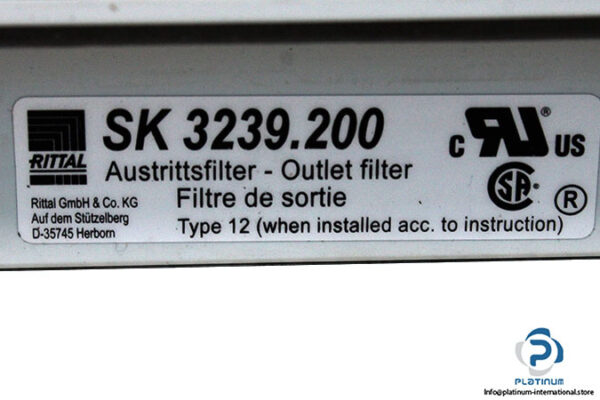 RITTAL
SK 3239.200
Austrittsfilter - Outlet filter
Filtre de sortie
Type 12 (when installed acc. to instruction)
Rittal GmbH & Co. KG
Auf dem Stützelberg
D-35745 Herborn
C RU® US
SA ®
PLATINUM
Info@platinum-international.store